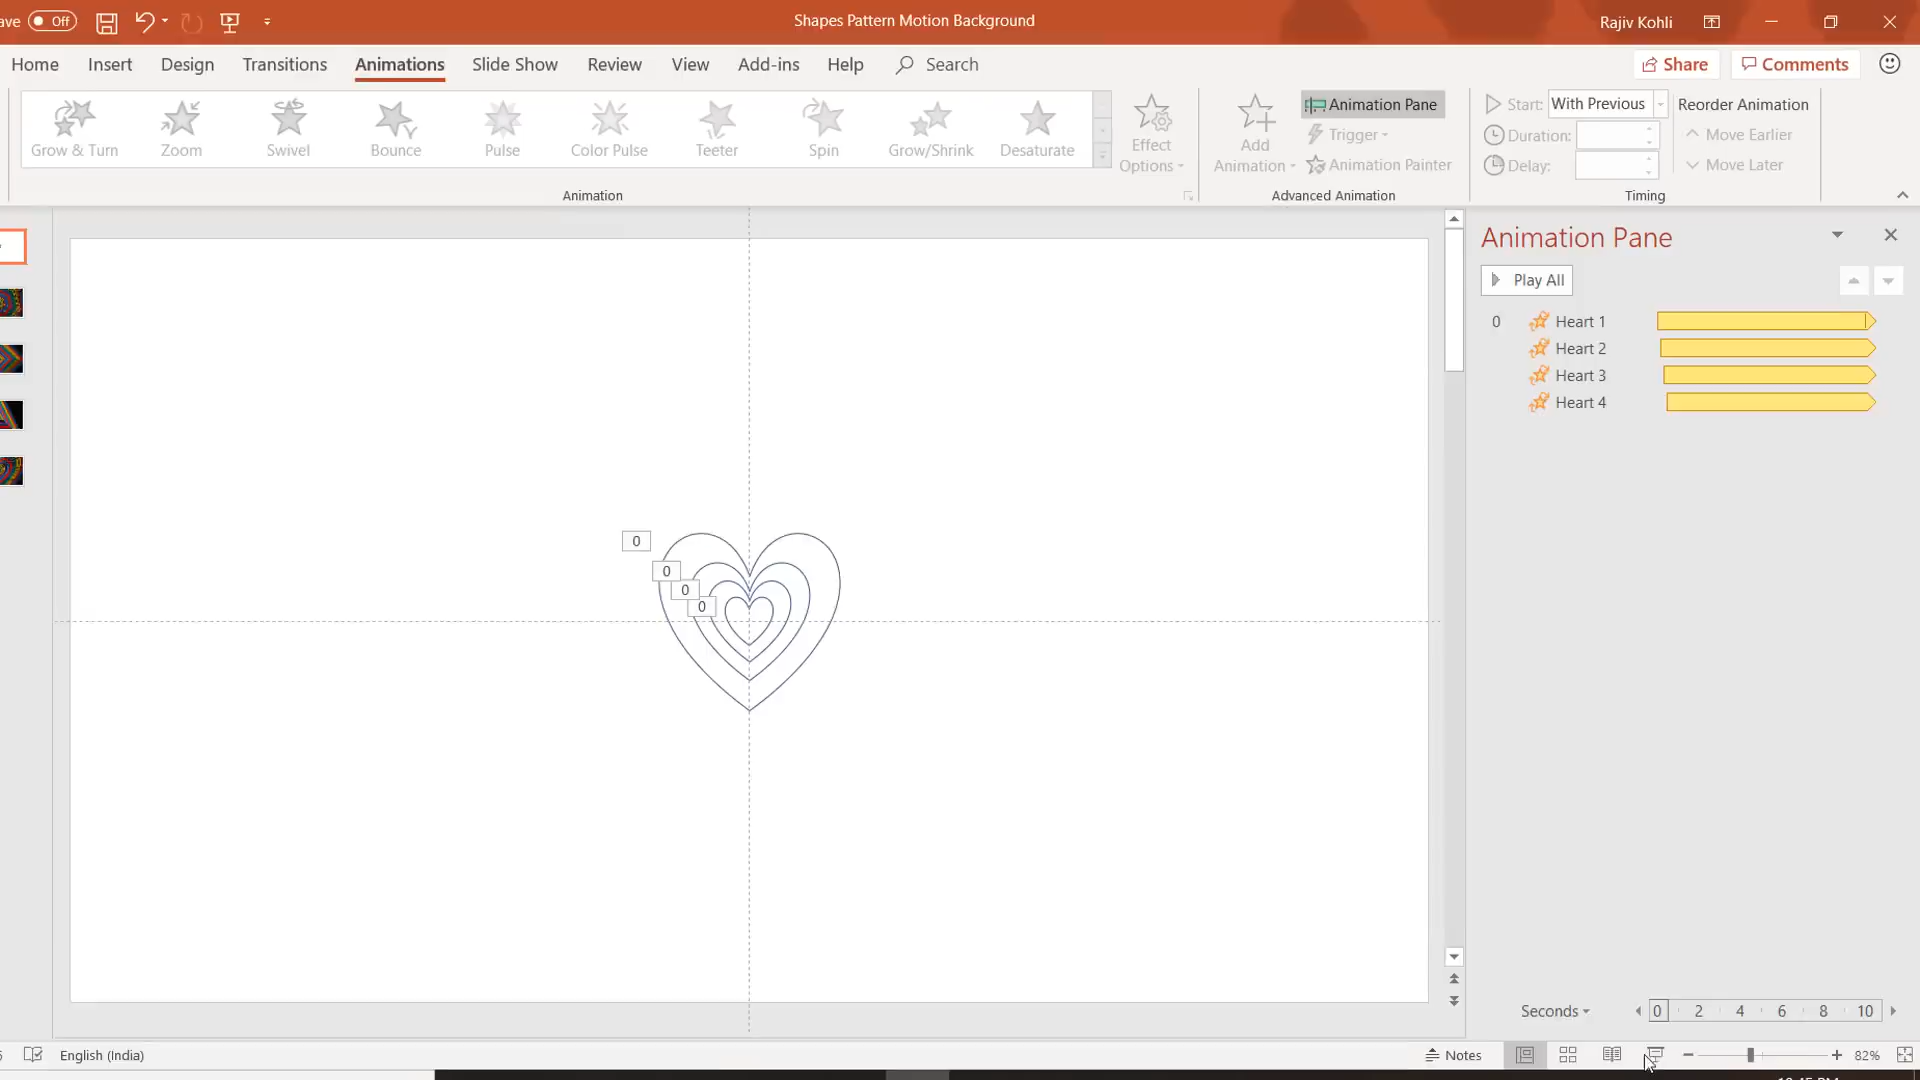 ave Off Shapes Pattern Motion Background Rajiv Kohli
Home Insert Design Transitions Animations Slide Show Review View Add-ins Help Search Share Comments
Grow & Turn Zoom Swivel Bounce Pulse Color Pulse Teeter Spin Grow/Shrink Desaturate
Effect Options
Animation
Add Animation
Animation Pane
Trigger
Animation Painter
Advanced Animation
Start: With Previous
Duration:
Delay:
Reorder Animation
Move Earlier
Move Later
Timing
0
0
0
0
Animation Pane
Play All
0 Heart 1
Heart 2
Heart 3
Heart 4
Seconds 0 2 4 6 8 10
English (India) Notes 82%